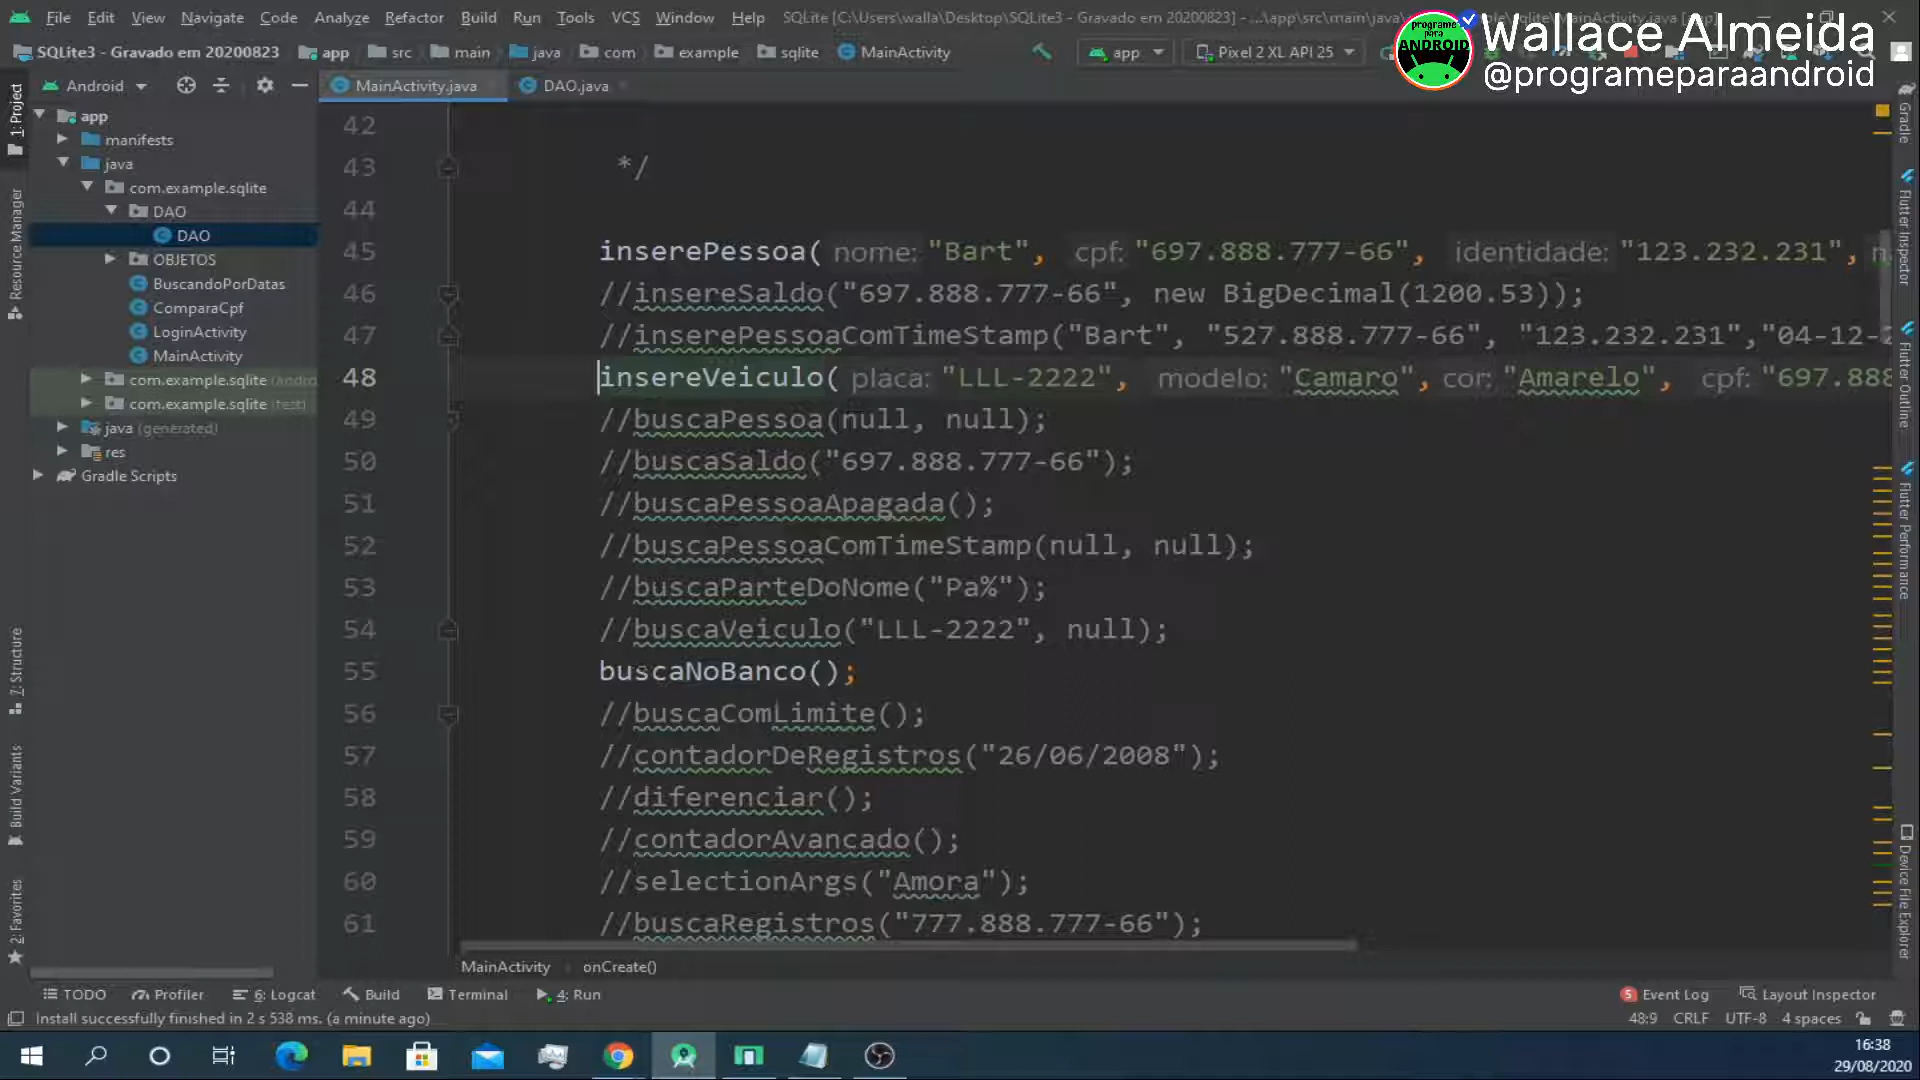 File Edit View Navigate Code Analyze Refactor Build Run Tools VCS Window Help SQLite [C:\Users\walla\Desktop\SQLite3 - Gravado em 20200823] - ...\app\src\main\java
Wallace Almeida
@programeparaandroid
programe
para
ANDROID
SQLite3 - Gravado em 20200823 app src main java com example sqlite MainActivity app Pixel 2 XL API 25
Android MainActivity.java DAO.java
1: Project
Resource Manager
7: Structure
Build Variants
2: Favorites
app
manifests
java
com.example.sqlite
DAO
DAO
OBJETOS
BuscandoPorDatas
ComparaCpf
LoginActivity
MainActivity
com.example.sqlite (andro
com.example.sqlite (test)
java (generated)
res
Gradle Scripts
42
43 */
44
45 inserePessoa( nome: "Bart", cpf: "697.888.777-66", identidade: "123.232.231", n
46 //insereSaldo("697.888.777-66", new BigDecimal(1200.53));
47 //inserePessoaComTimeStamp("Bart", "527.888.777-66", "123.232.231","04-12-2
48 insereVeiculo( placa: "LLL-2222", modelo: "Camaro", cor: "Amarelo", cpf: "697.888
49 //buscaPessoa(null, null);
50 //buscaSaldo("697.888.777-66");
51 //buscaPessoaApagada();
52 //buscaPessoaComTimeStamp(null, null);
53 //buscaParteDoNome("Pa%");
54 //buscaVeiculo("LLL-2222", null);
55 buscaNoBanco();
56 //buscaComLimite();
57 //contadorDeRegistros("26/06/2008");
58 //diferenciar();
59 //contadorAvancado();
60 //selectionArgs("Amora");
61 //buscaRegistros("777.888.777-66");
Gradle
Flutter Inspector
Flutter Outline
Flutter Performance
Device File Explorer
MainActivity onCreate()
TODO Profiler 6: Logcat Build Terminal 4: Run 5 Event Log Layout Inspector
Install successfully finished in 2 s 538 ms. (a minute ago) 48:9 CRLF UTF-8 4 spaces
16:38
29/08/2020